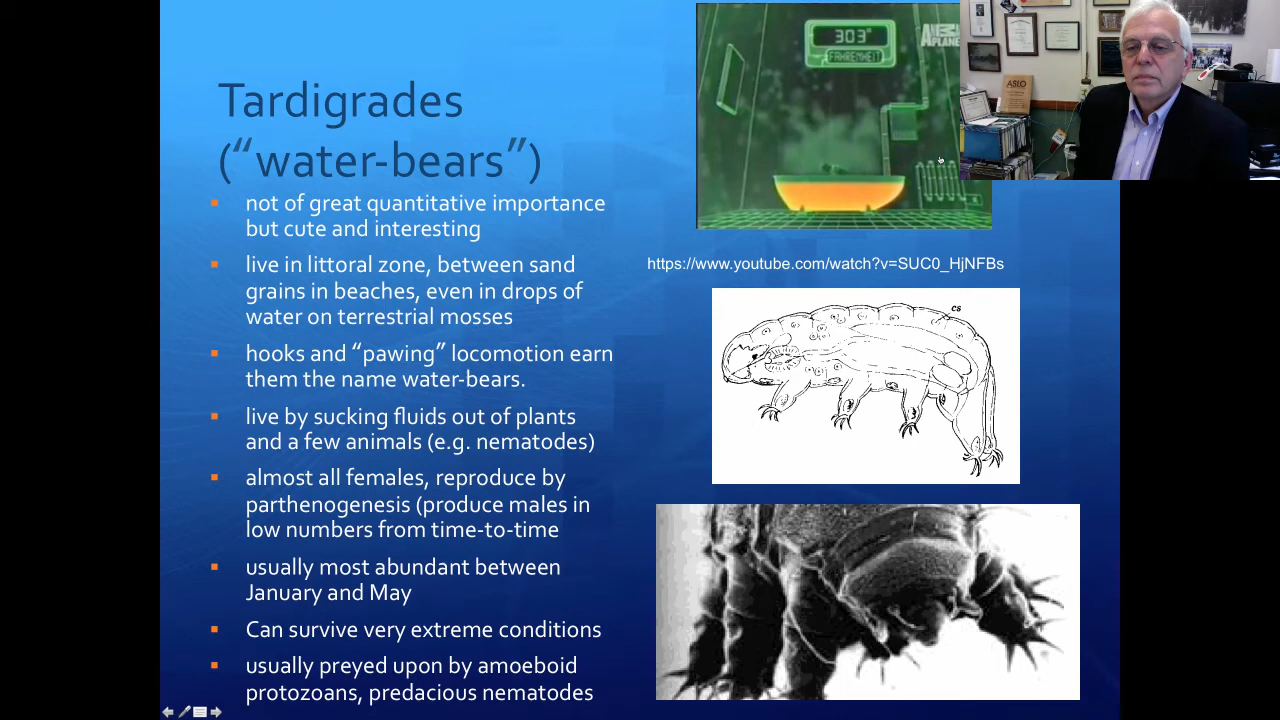 Tardigrades
(“water-bears”)
▪ not of great quantitative importance
but cute and interesting
▪ live in littoral zone, between sand
grains in beaches, even in drops of
water on terrestrial mosses
▪ hooks and “pawing” locomotion earn
them the name water-bears.
▪ live by sucking fluids out of plants
and a few animals (e.g. nematodes)
▪ almost all females, reproduce by
parthenogenesis (produce males in
low numbers from time-to-time
▪ usually most abundant between
January and May
▪ Can survive very extreme conditions
▪ usually preyed upon by amoeboid
protozoans, predacious nematodes
303°
FAHRENHEIT
PLANE
ASLO
https://www.youtube.com/watch?v=SUC0_HjNFBs
cs